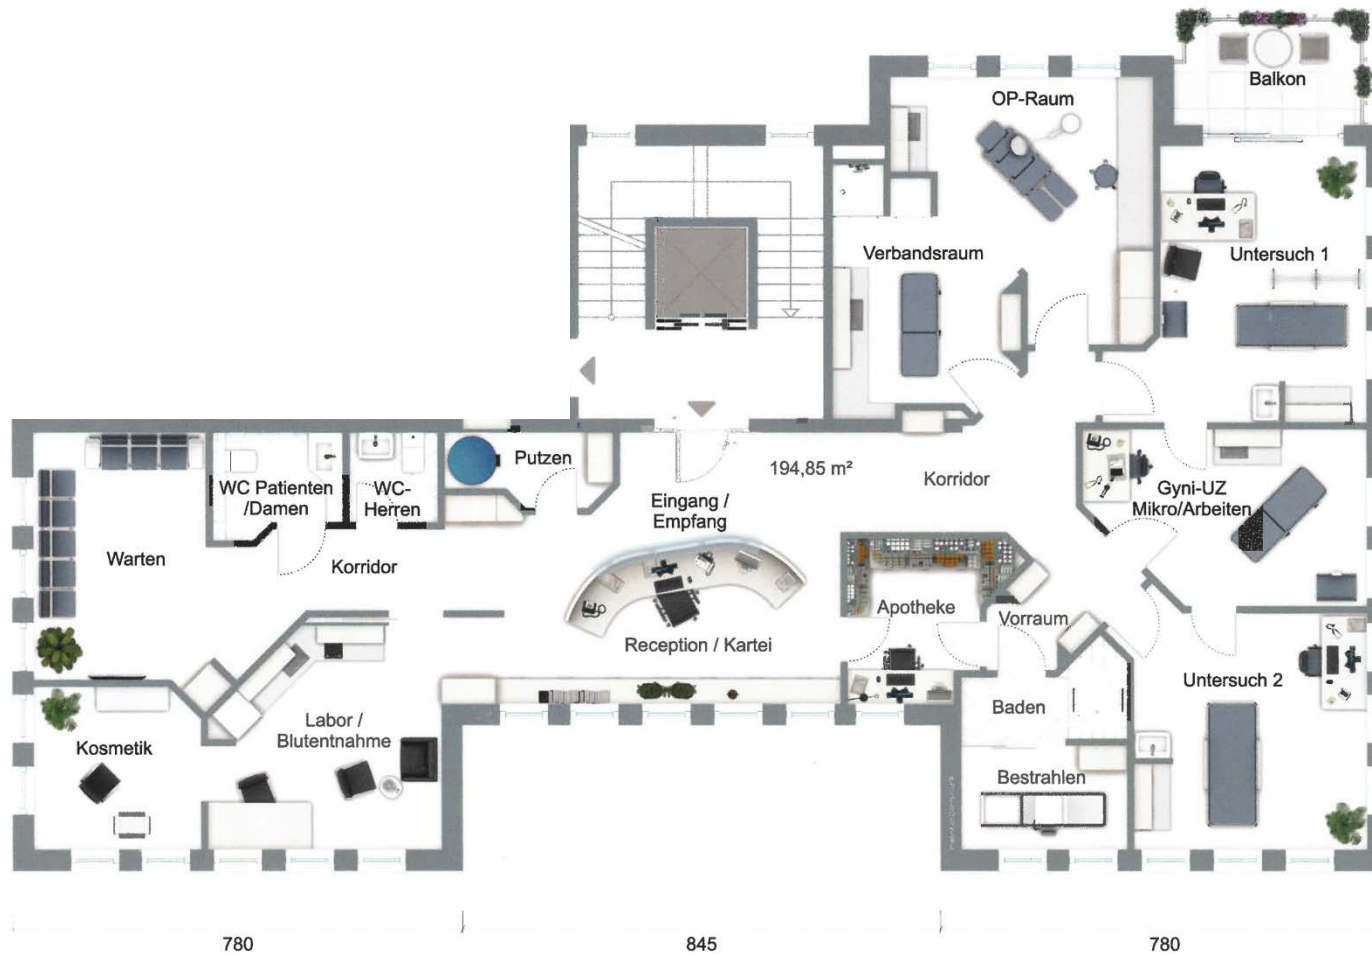 Balkon
OP-Raum
Verbandsraum
Untersuch 1
Putzen
194,85 m²
Korridor
WC Patienten
/Damen
WC-
Herren
Eingang /
Empfang
Gyni-UZ
Mikro/Arbeiten
Warten
Korridor
Apotheke
Vorraum
Reception / Kartei
Untersuch 2
Baden
Labor /
Blutentnahme
Kosmetik
Bestrahlen
780
845
780